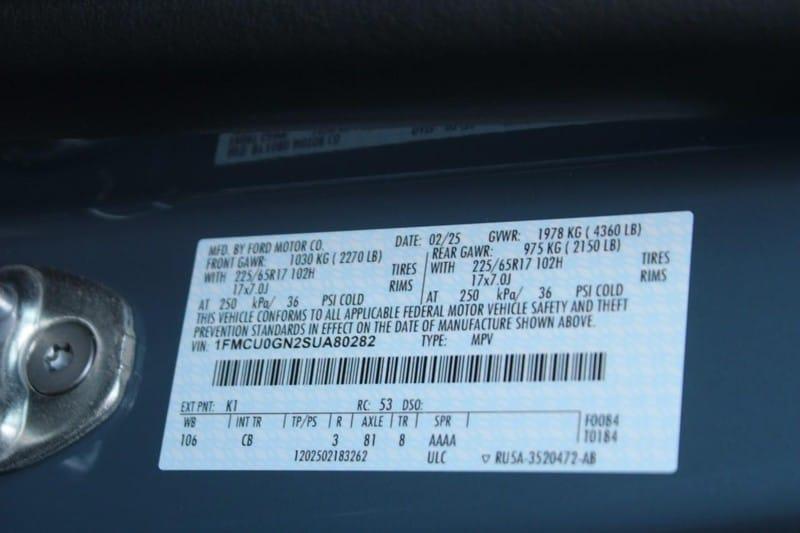 MFD. BY FORD MOTOR CO. DATE: 02/25 GVWR: 1978 KG ( 4360 LB)
FRONT GAWR: 1030 KG ( 2270 LB) REAR GAWR: 975 KG ( 2150 LB)
WITH 225/65R17 102H TIRES WITH 225/65R17 102H TIRES
17x7.0J RIMS 17x7.0J RIMS
AT 250 kPa/ 36 PSI COLD AT 250 kPa/ 36 PSI COLD
THIS VEHICLE CONFORMS TO ALL APPLICABLE FEDERAL MOTOR VEHICLE SAFETY AND THEFT
PREVENTION STANDARDS IN EFFECT ON THE DATE OF MANUFACTURE SHOWN ABOVE.
VIN: 1FMCU0GN2SUA80282 TYPE: MPV
EXT PNT: K1 RC: 53 DSO:
WB INT TR TP/PS R AXLE TR SPR F0084
106 CB 3 81 8 AAAA T0184
1202502183262 ULC ▽ RU5A-3520472-AB